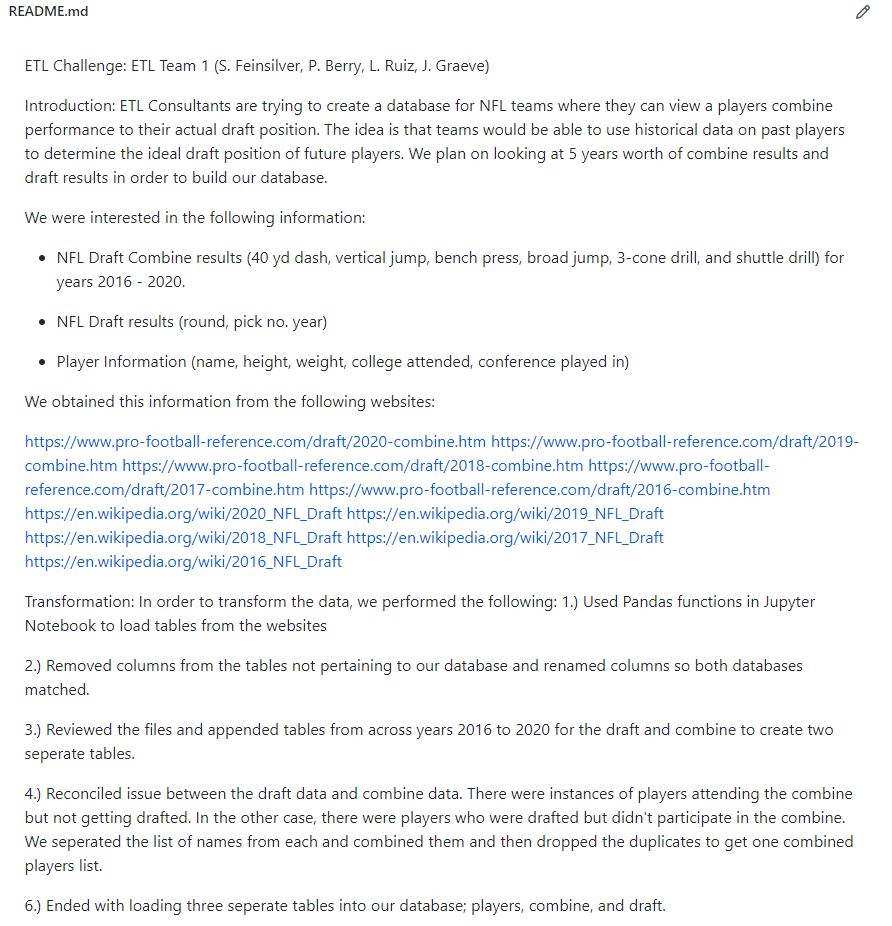 README.md
ETL Challenge: ETL Team 1 (S. Feinsilver, P. Berry, L. Ruiz, J. Graeve)
Introduction: ETL Consultants are trying to create a database for NFL teams where they can view a players combine
performance to their actual draft position. The idea is that teams would be able to use historical data on past players
to determine the ideal draft position of future players. We plan on looking at 5 years worth of combine results and
draft results in order to build our database.
We were interested in the following information:
• NFL Draft Combine results (40 yd dash, vertical jump, bench press, broad jump, 3-cone drill, and shuttle drill) for
years 2016 - 2020.
• NFL Draft results (round, pick no. year)
• Player Information (name, height, weight, college attended, conference played in)
We obtained this information from the following websites:
https://www.pro-football-reference.com/draft/2020-combine.htm https://www.pro-football-reference.com/draft/2019-
combine.htm https://www.pro-football-reference.com/draft/2018-combine.htm https://www.pro-football-
reference.com/draft/2017-combine.htm https://www.pro-football-reference.com/draft/2016-combine.htm
https://en.wikipedia.org/wiki/2020_NFL_Draft https://en.wikipedia.org/wiki/2019_NFL_Draft
https://en.wikipedia.org/wiki/2018_NFL_Draft https://en.wikipedia.org/wiki/2017_NFL_Draft
https://en.wikipedia.org/wiki/2016_NFL_Draft
Transformation: In order to transform the data, we performed the following: 1.) Used Pandas functions in Jupyter
Notebook to load tables from the websites
2.) Removed columns from the tables not pertaining to our database and renamed columns so both databases
matched.
3.) Reviewed the files and appended tables from across years 2016 to 2020 for the draft and combine to create two
seperate tables.
4.) Reconciled issue between the draft data and combine data. There were instances of players attending the combine
but not getting drafted. In the other case, there were players who were drafted but didn't participate in the combine.
We seperated the list of names from each and combined them and then dropped the duplicates to get one combined
players list.
6.) Ended with loading three seperate tables into our database; players, combine, and draft.